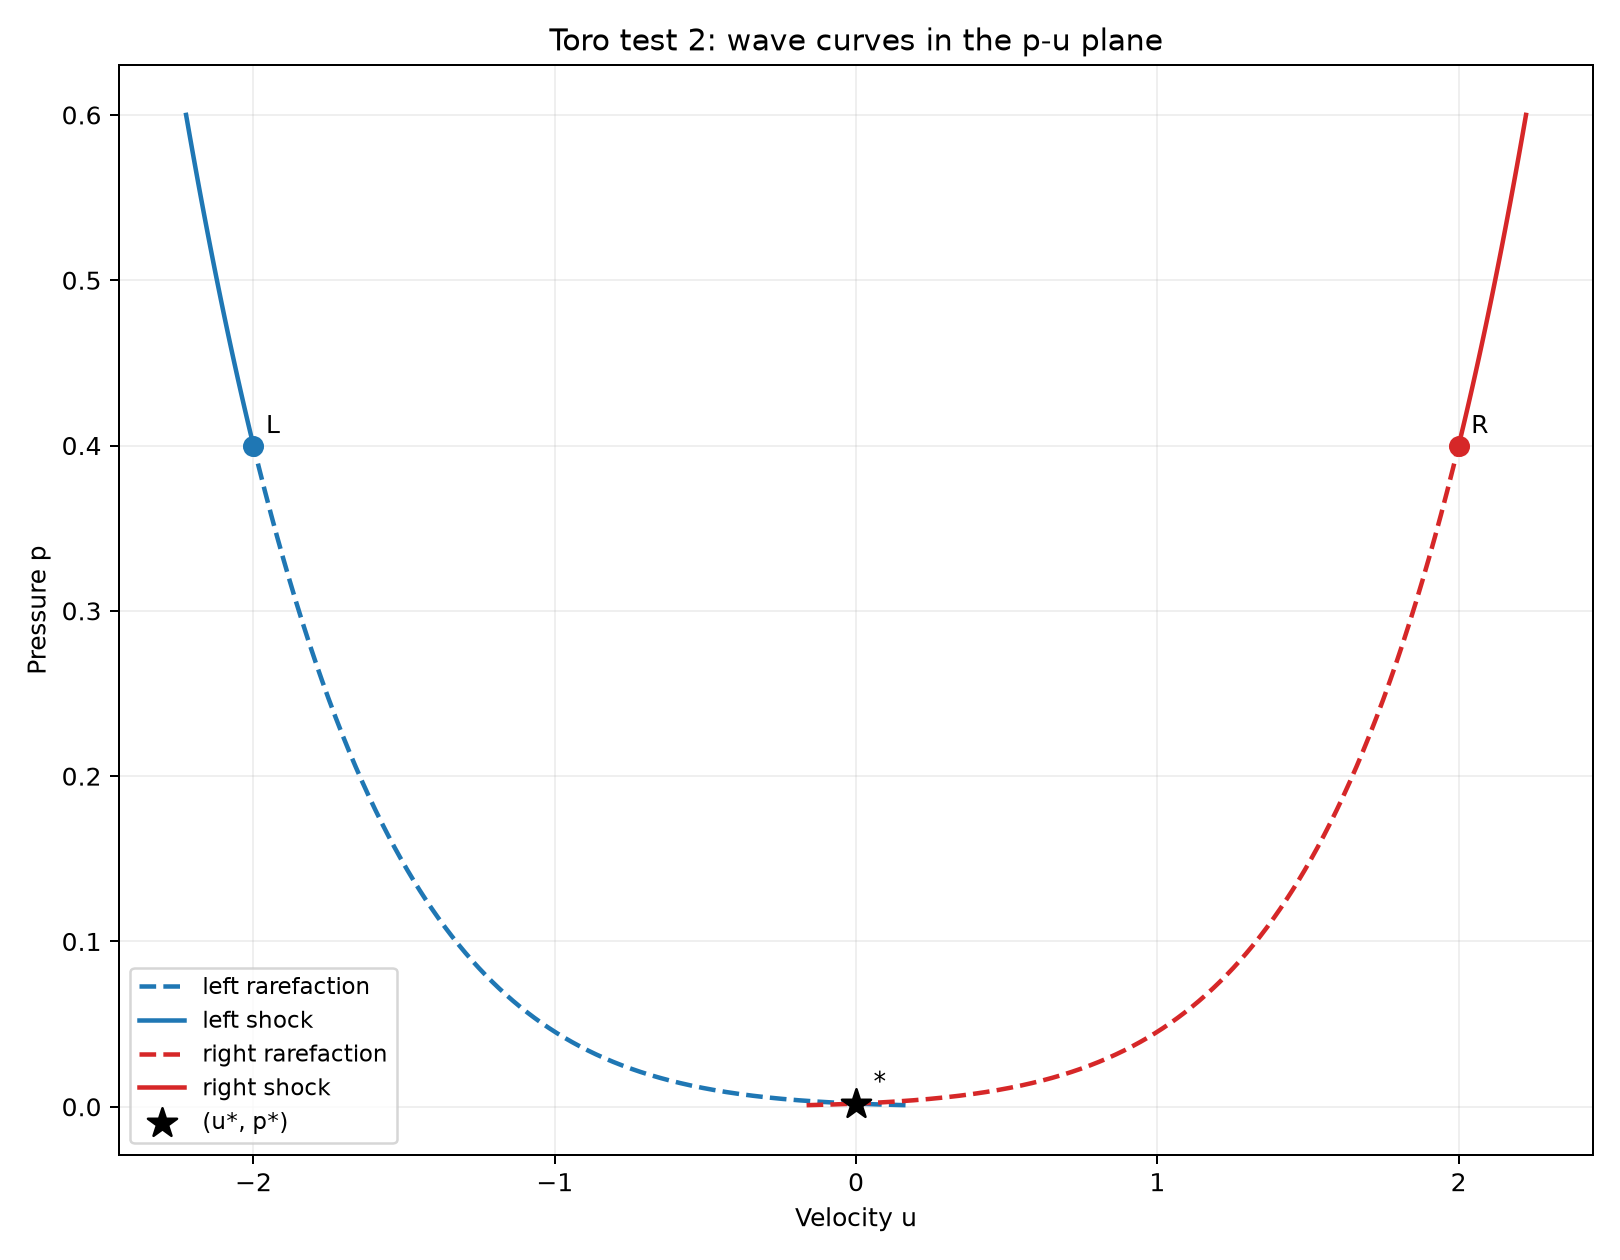 Toro test 2: wave curves in the p-u plane
0.6
0.5
0.4
0.3
0.2
0.1
0.0
Pressure p
L
R
*
left rarefaction
left shock
right rarefaction
right shock
(u*, p*)
−2
−1
0
1
2
Velocity u